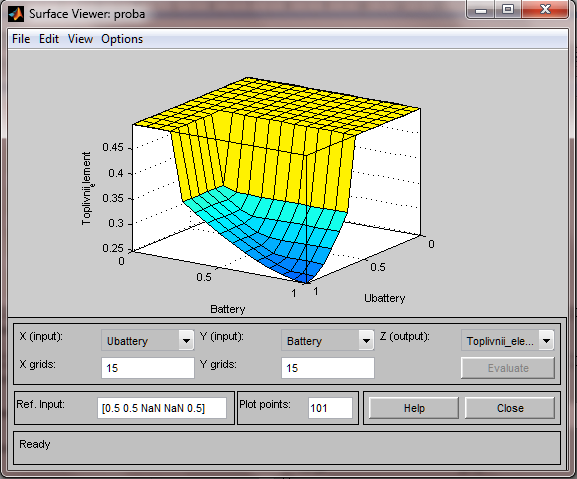 Surface Viewer: proba
File Edit View Options
0.45
0.4
0.35
0.3
0.25
Toplivnii_element
0
0.5
1
Battery
1
0.5
0
Ubattery
X (input): Ubattery Y (input): Battery Z (output): Toplivnii_ele...
X grids: 15 Y grids: 15 Evaluate
Ref. Input: [0.5 0.5 NaN NaN 0.5] Plot points: 101 Help Close
Ready